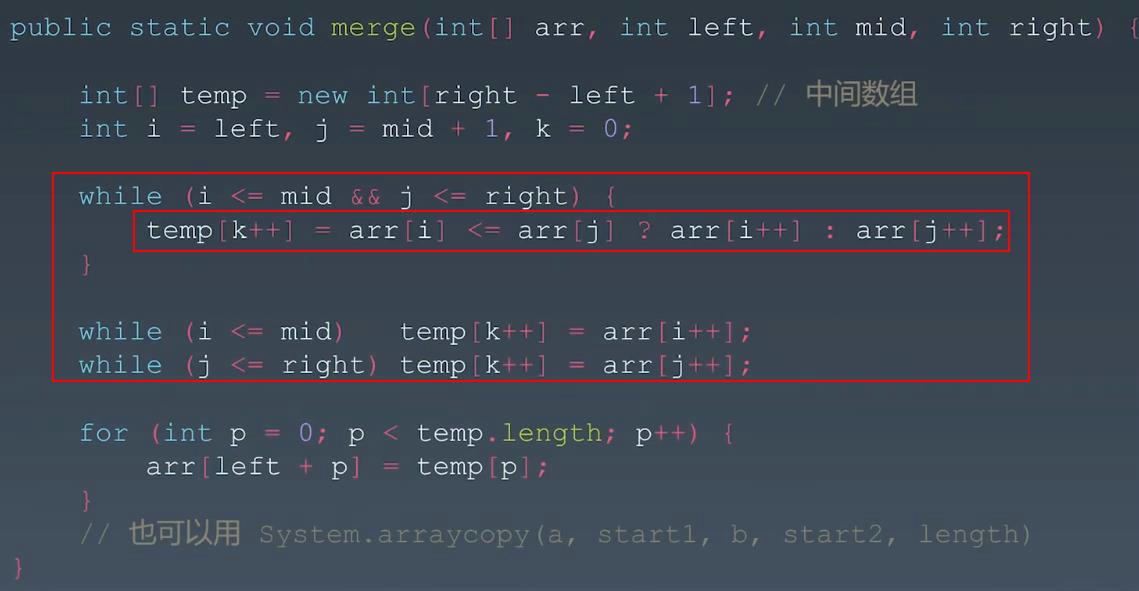 public static void merge(int[] arr, int left, int mid, int right) {
int[] temp = new int[right - left + 1]; // 中间数组
int i = left, j = mid + 1, k = 0;
while (i <= mid && j <= right) {
temp[k++] = arr[i] <= arr[j] ? arr[i++] : arr[j++];
}
while (i <= mid)   temp[k++] = arr[i++];
while (j <= right) temp[k++] = arr[j++];
for (int p = 0; p < temp.length; p++) {
arr[left + p] = temp[p];
}
// 也可以用 System.arraycopy(a, start1, b, start2, length)
}